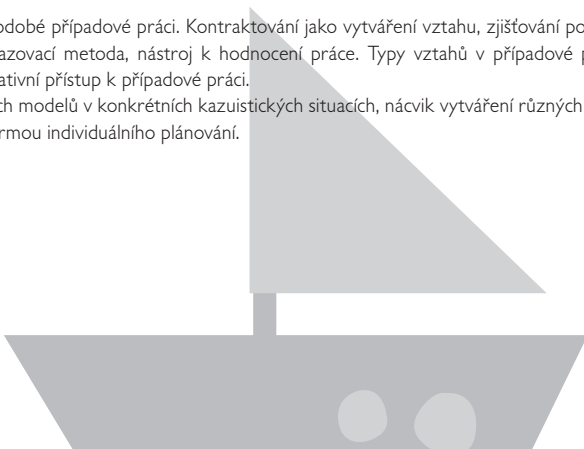 odobé případové práci. Kontraktování jako vytváření vztahu, zjišťování po
azovací metoda, nástroj k hodnocení práce. Typy vztahů v případové p
ativní přístup k případové práci.
ch modelů v konkrétních kazuistických situacích, nácvik vytváření různých
rmou individuálního plánování.